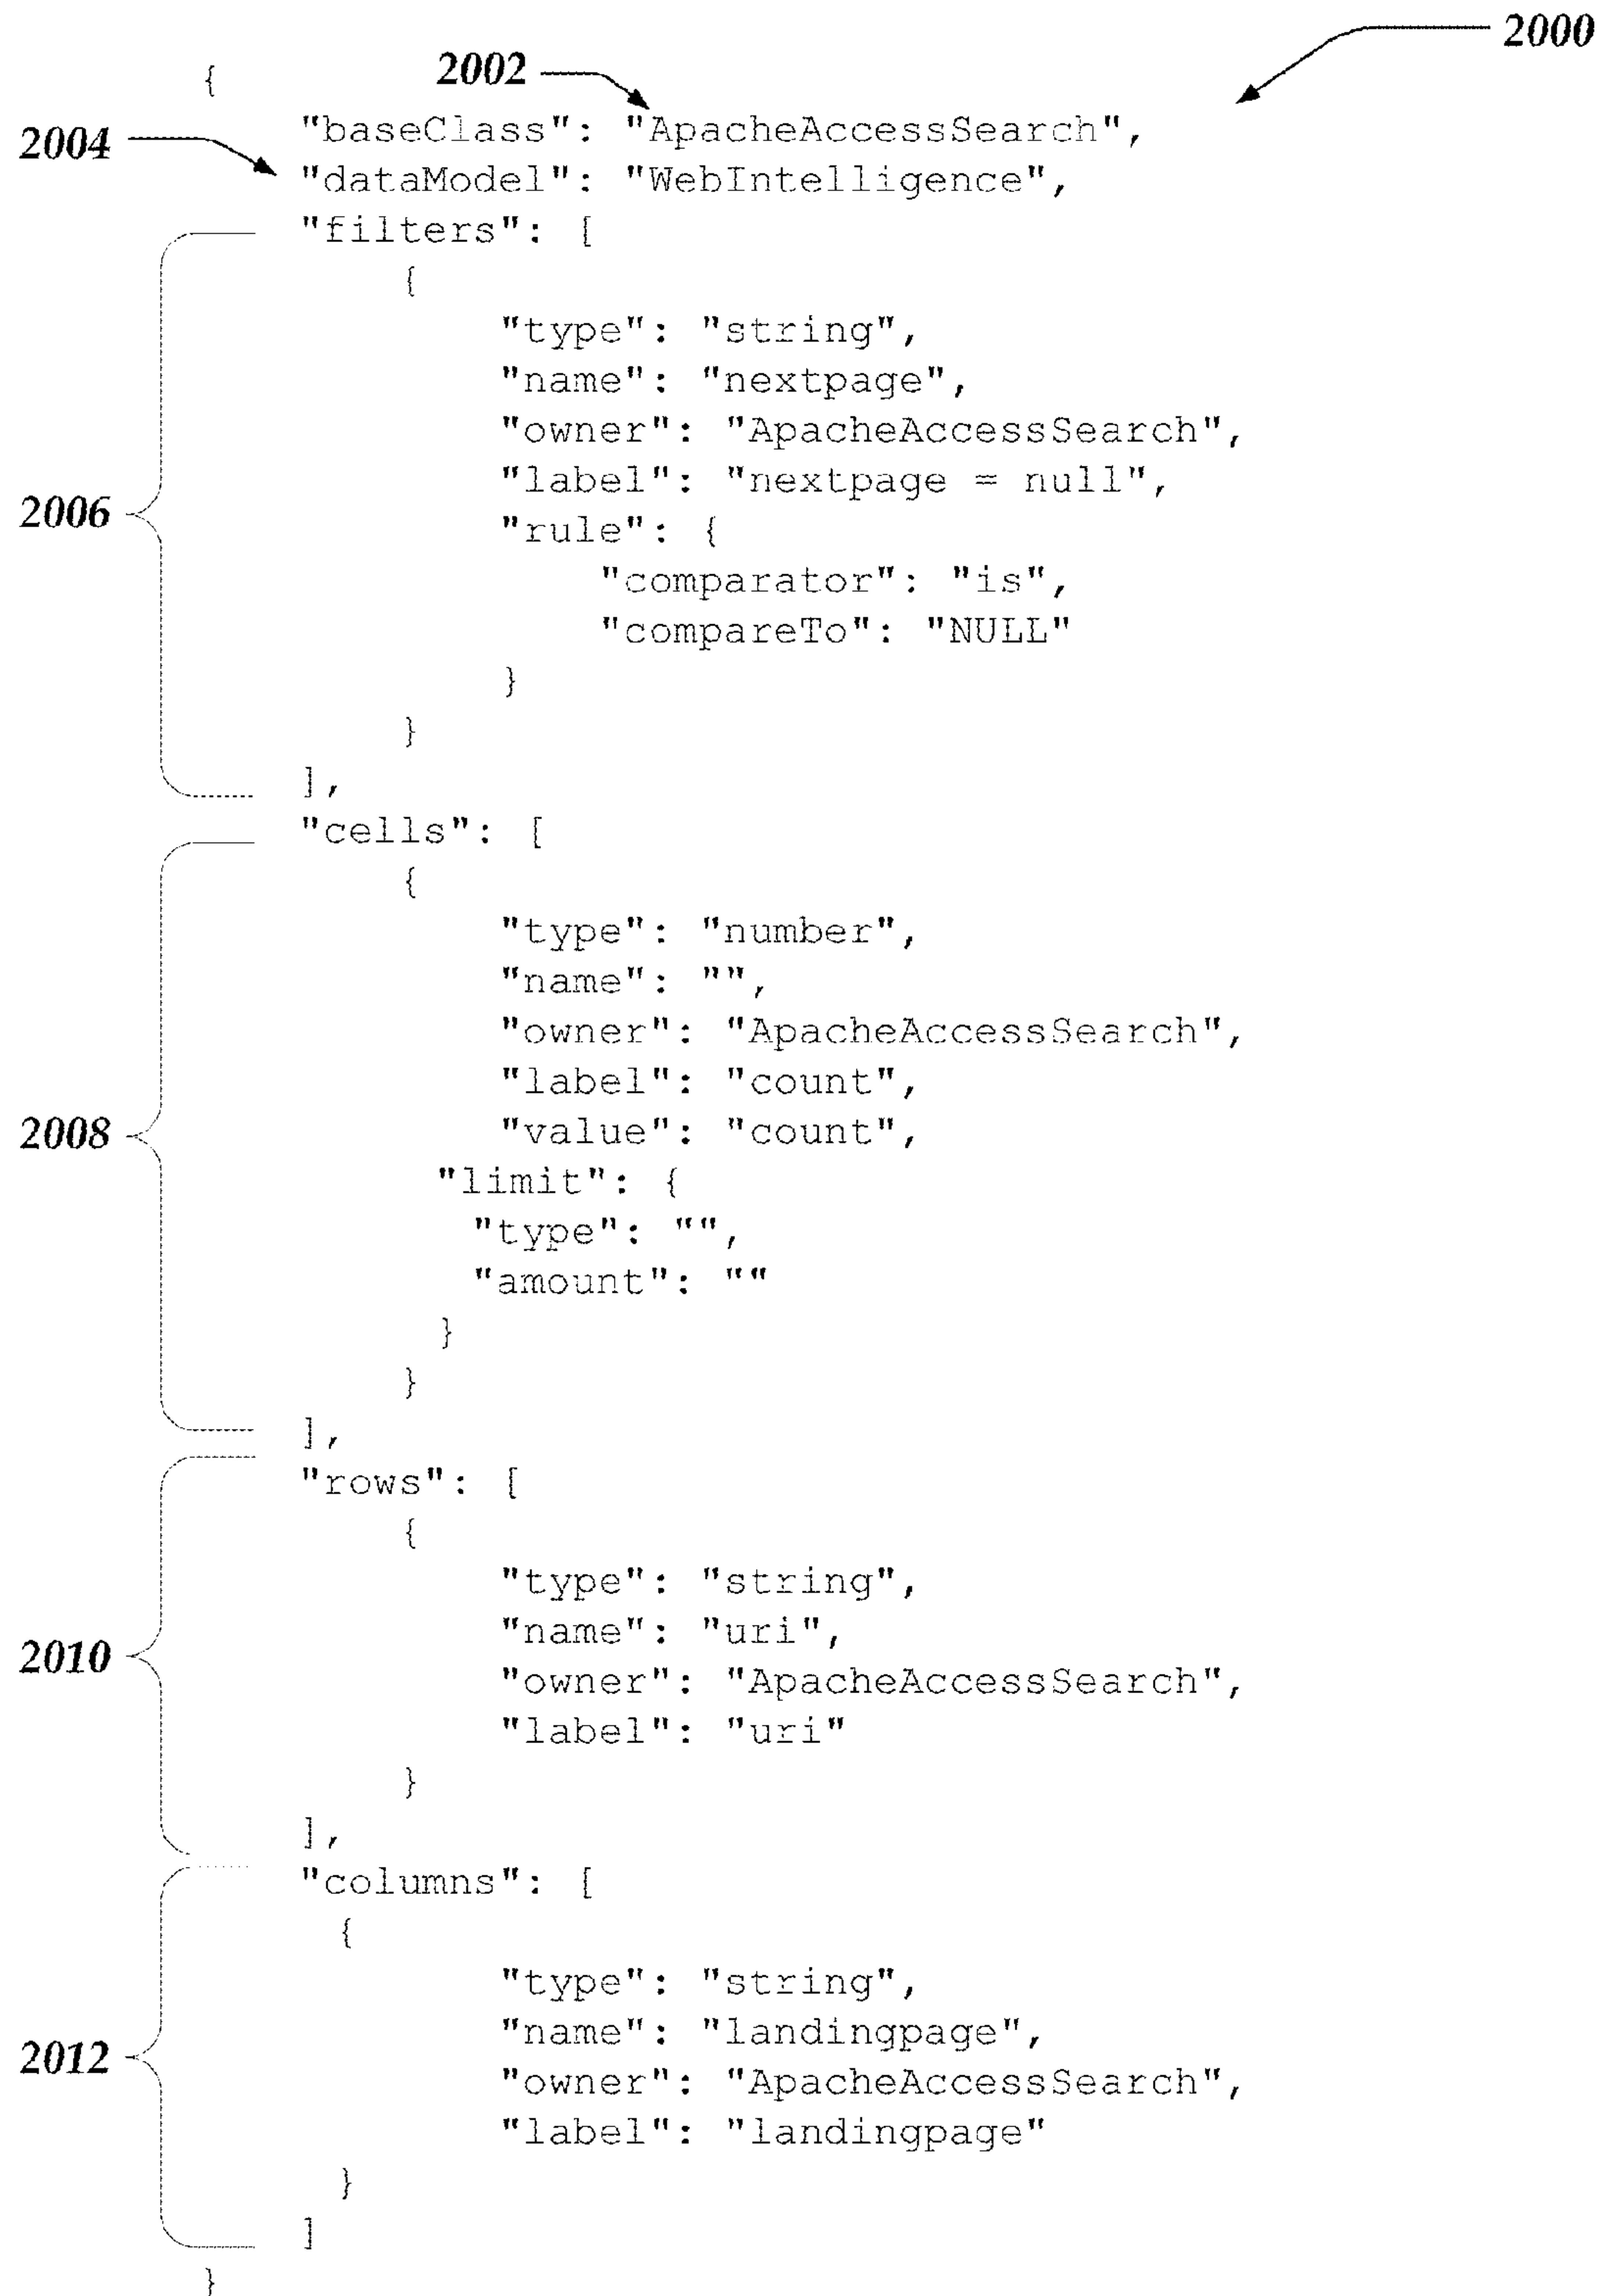 2000
{ 2002
"baseClass": "ApacheAccessSearch",
2004
"dataModel": "WebIntelligence",
"filters": [
{
"type": "string",
"name": "nextpage",
"owner": "ApacheAccessSearch",
"label": "nextpage = null",
2006
"rule": {
"comparator": "is",
"compareTo": "NULL"
}
}
],
"cells": [
{
"type": "number",
"name": "",
"owner": "ApacheAccessSearch",
"label": "count",
2008
"value": "count",
"limit": {
"type": "",
"amount": ""
}
}
],
"rows": [
{
"type": "string",
"name": "uri",
2010
"owner": "ApacheAccessSearch",
"label": "uri"
}
],
"columns": [
{
"type": "string",
"name": "landingpage",
2012
"owner": "ApacheAccessSearch",
"label": "landingpage"
}
]
}